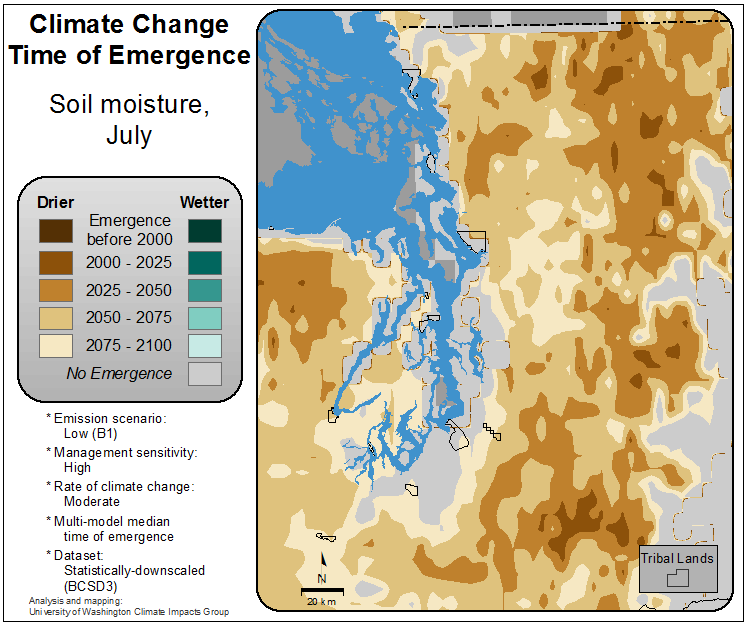 Climate Change
Time of Emergence
Soil moisture,
July
Drier Wetter
Emergence
before 2000
2000 - 2025
2025 - 2050
2050 - 2075
2075 - 2100
No Emergence
* Emission scenario:
Low (B1)
* Management sensitivity:
High
* Rate of climate change:
Moderate
* Multi-model median
time of emergence
* Dataset:
Statistically-downscaled
(BCSD3)
Analysis and mapping:
University of Washington Climate Impacts Group
N
20 km
Tribal Lands